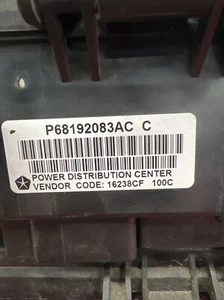 P68192083AC C
POWER DISTRIBUTION CENTER
VENDOR CODE: 16238CF 100C